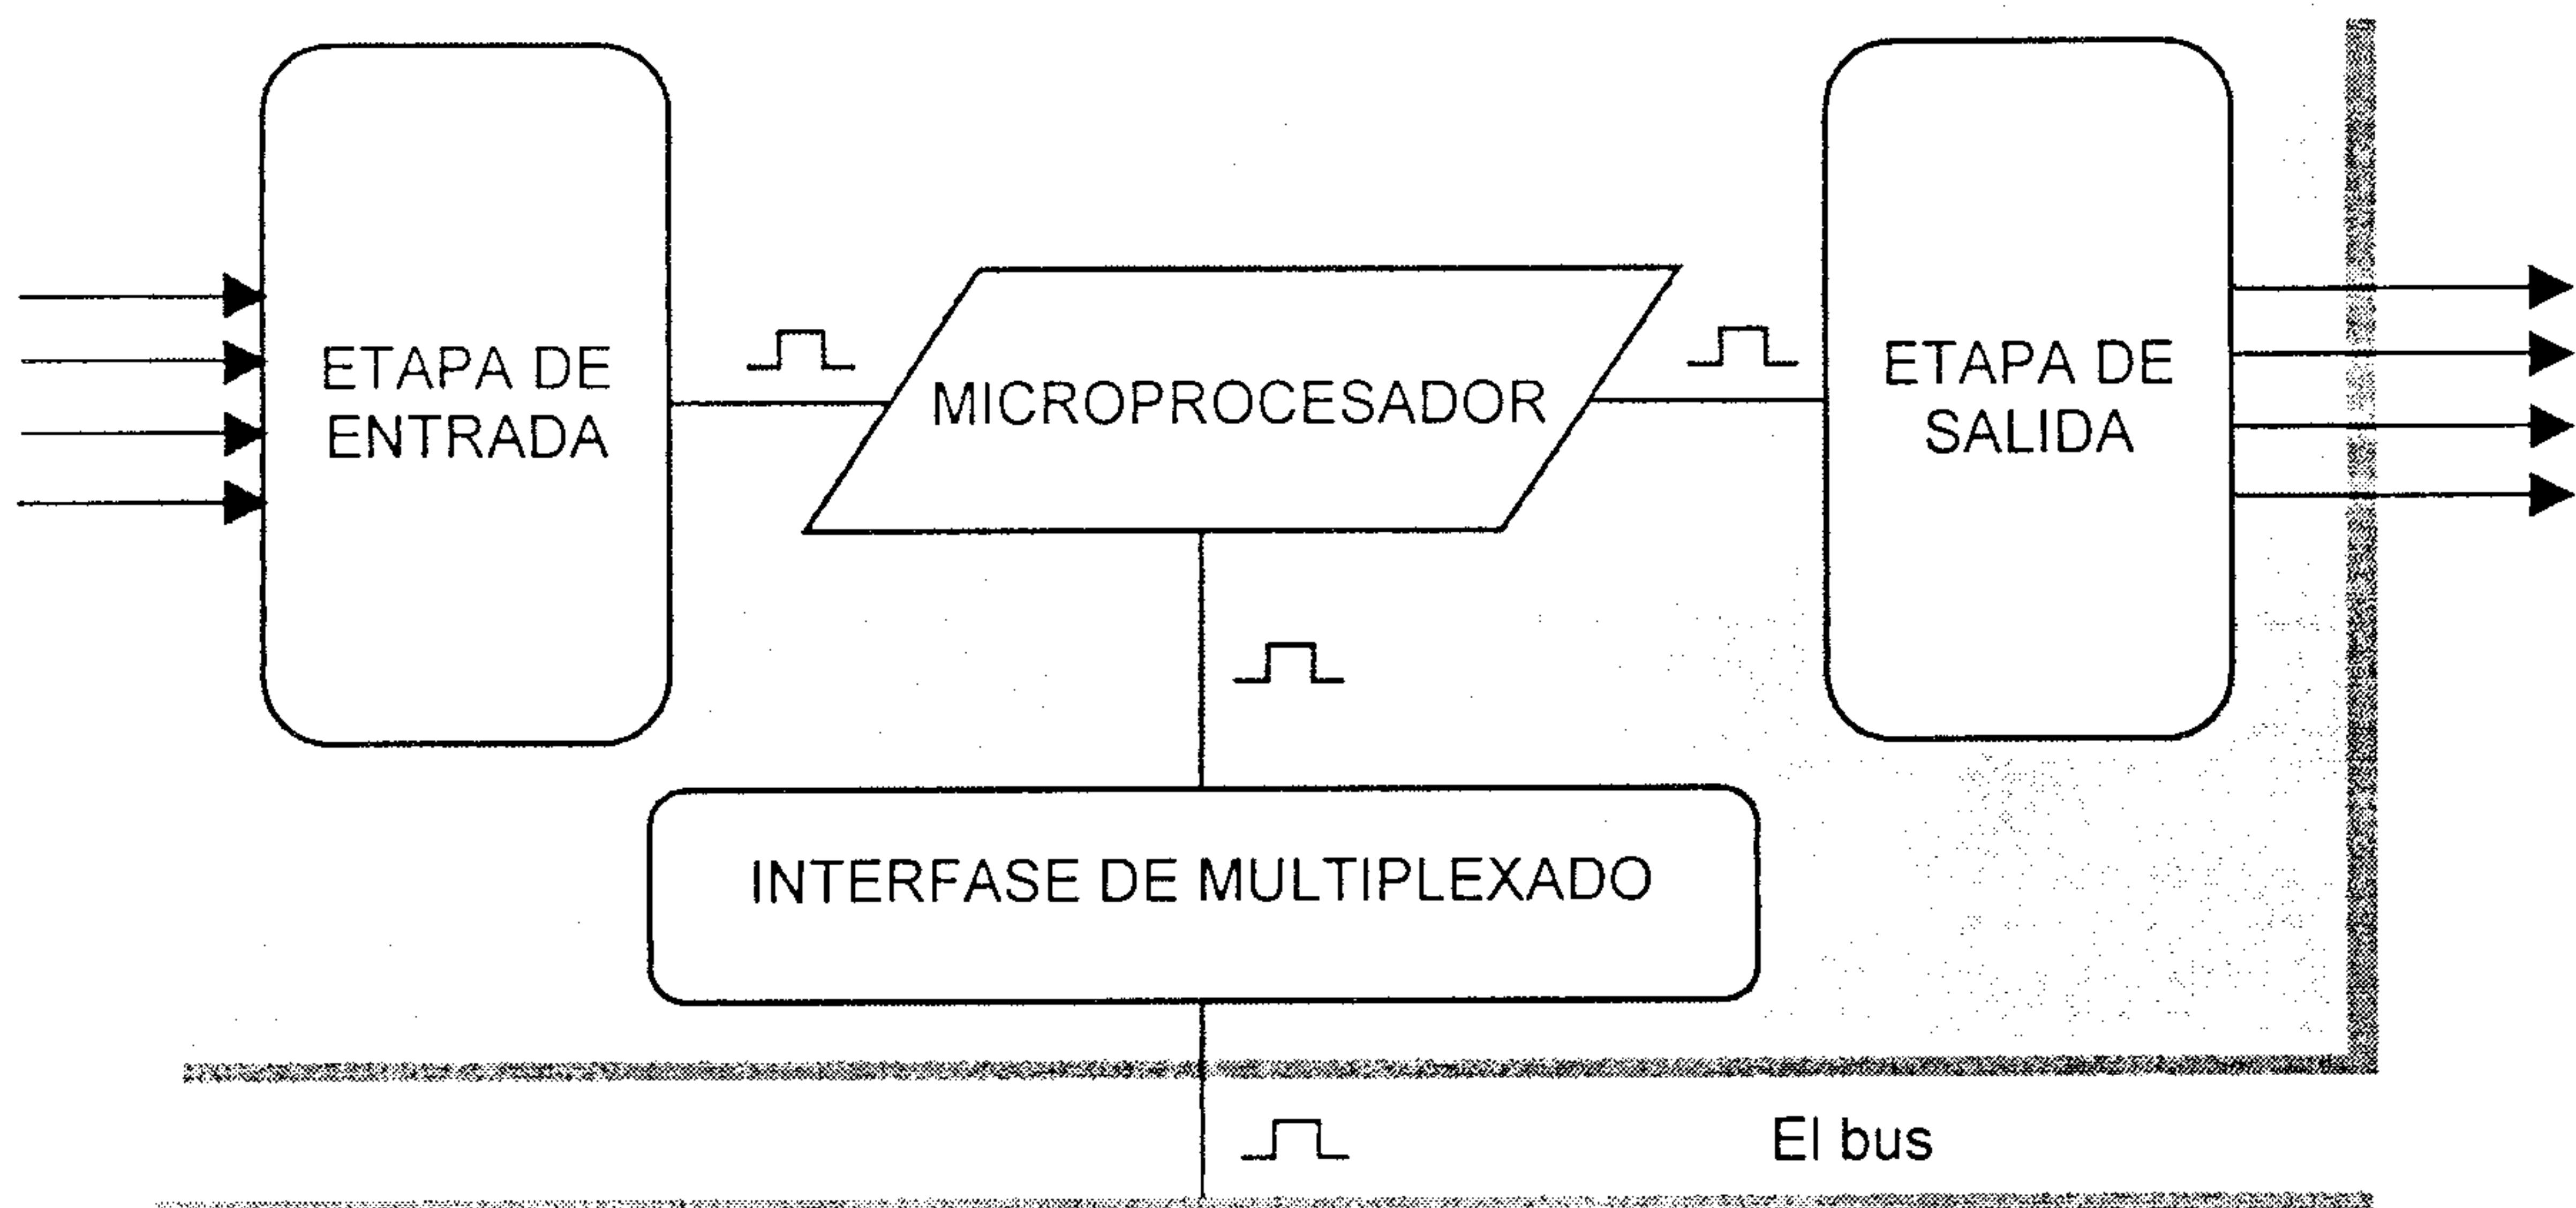 ETAPA DE
ENTRADA
MICROPROCESADOR
ETAPA DE
SALIDA
INTERFASE DE MULTIPLEXADO
El bus